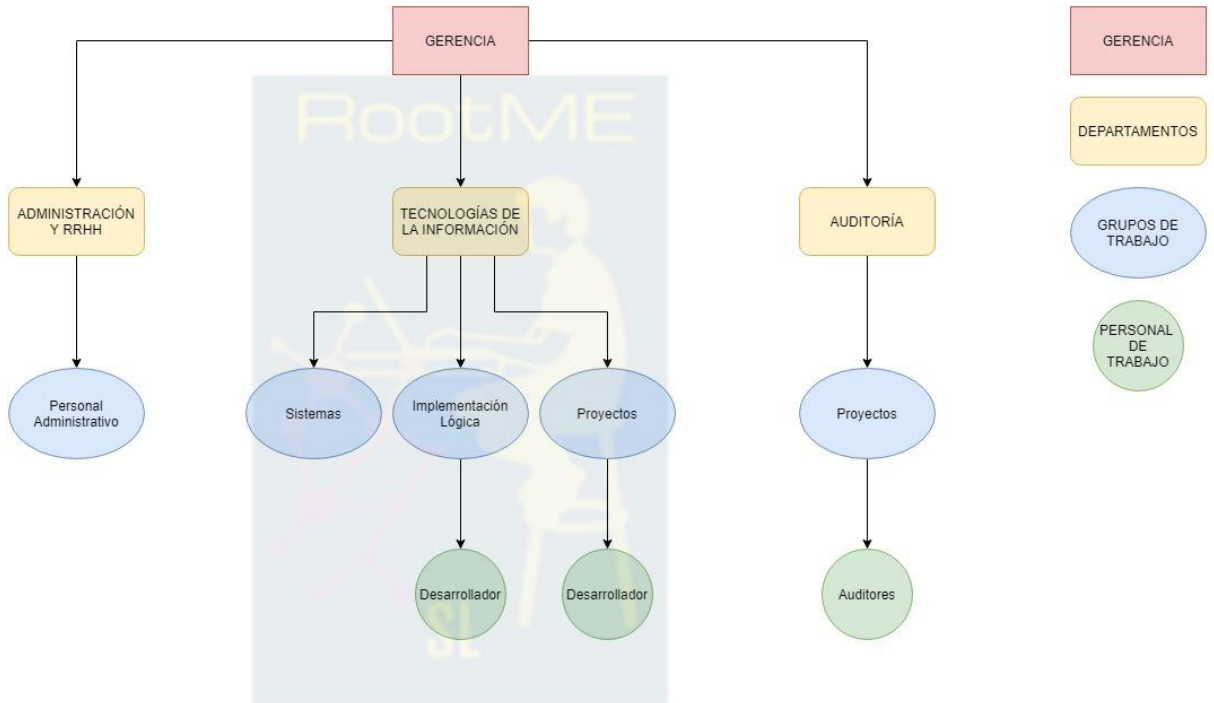 GERENCIA
GERENCIA
RootME
DEPARTAMENTOS
ADMINISTRACIÓN
Y RRHH
TECNOLOGÍAS DE
LA INFORMACIÓN
AUDITORÍA
GRUPOS DE
TRABAJO
PERSONAL
DE
TRABAJO
Personal
Administrativo
Sistemas
Implementación
Lógica
Proyectos
Proyectos
Desarrollador
Desarrollador
Auditores
SL